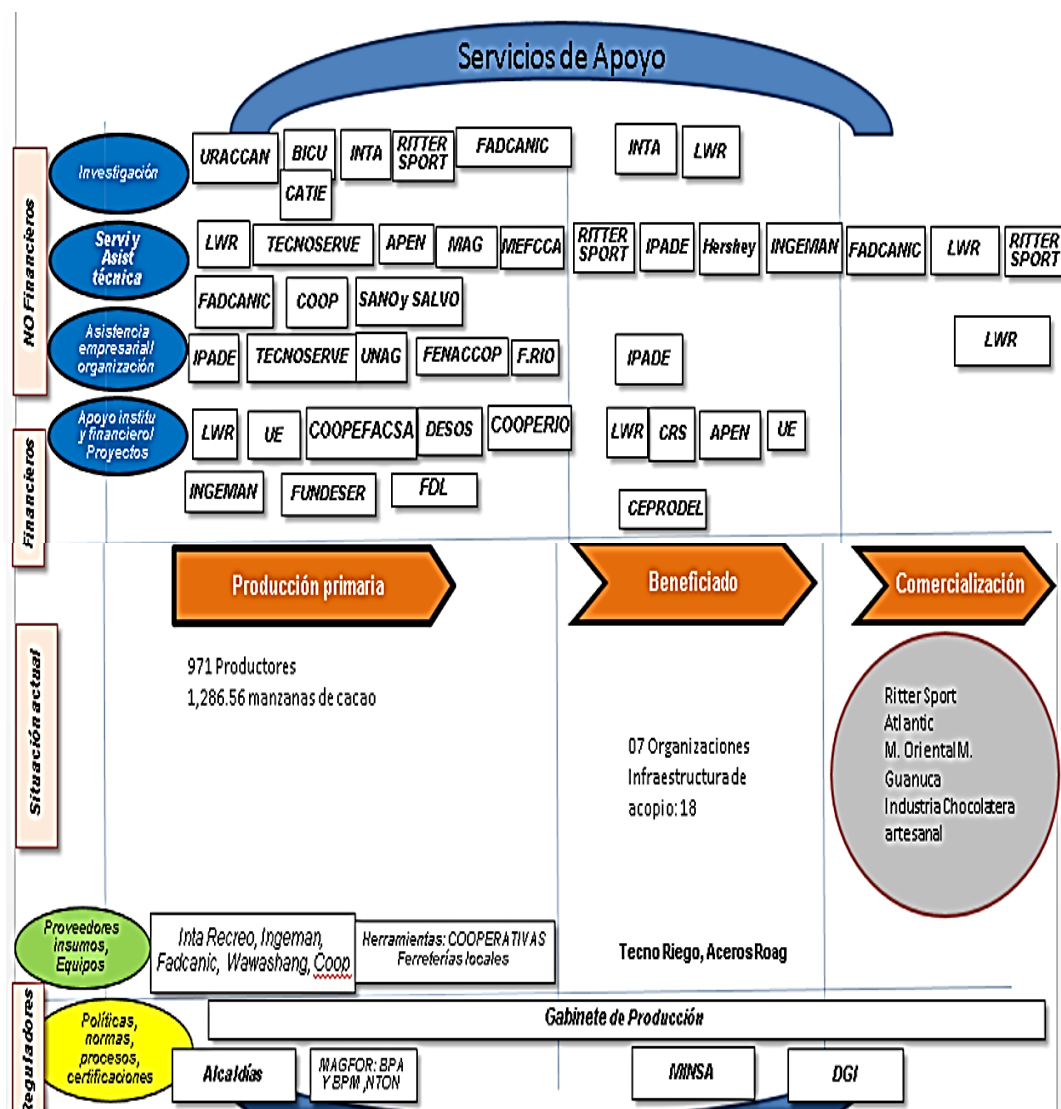 Servicios de Apoyo
NO Financieros
Investigación
URACCAN
BICU
INTA
RITTER
SPORT
FADCANIC
INTA
LWR
CATIE
Servi y
Asist
técnica
LWR
TECNOSERVE
APEN
MAG
MEFCCA
RITTER
SPORT
IPADE
Hershey
INGEMAN
FADCANIC
LWR
RITTER
SPORT
FADCANIC
COOP
SANO y SALVO
Asistencia
empresarial/
organización
IPADE
TECNOSERVE
UNAG
FENACCOP
F.RIO
IPADE
LWR
Financieros
Apoyo institu
y financiero/
Proyectos
LWR
UE
COOPEFACSA
DESOS
COOPERIO
LWR
CRS
APEN
UE
INGEMAN
FUNDESER
FDL
CEPRODEL
Producción primaria
Beneficiado
Comercialización
Situación actual
971 Productores
1,286.56 manzanas de cacao
07 Organizaciones
Infraestructura de
acopio: 18
Ritter Sport
Atlantic
M. Oriental M.
Guanuca
Industria Chocolatera
artesanal
Proveedores
insumos,
Equipos
Inta Recreo, Ingeman,
Fadcanic, Wawashang, Coop
Herramientas: COOPERATIVAS
Ferreterías locales
Tecno Riego, Aceros Roag
Reguladores
Políticas,
normas,
procesos,
certificaciones
Gabinete de Producción
Alcaldías
MAGFOR: BPA
Y BPM ,NTON
MINSA
DGI